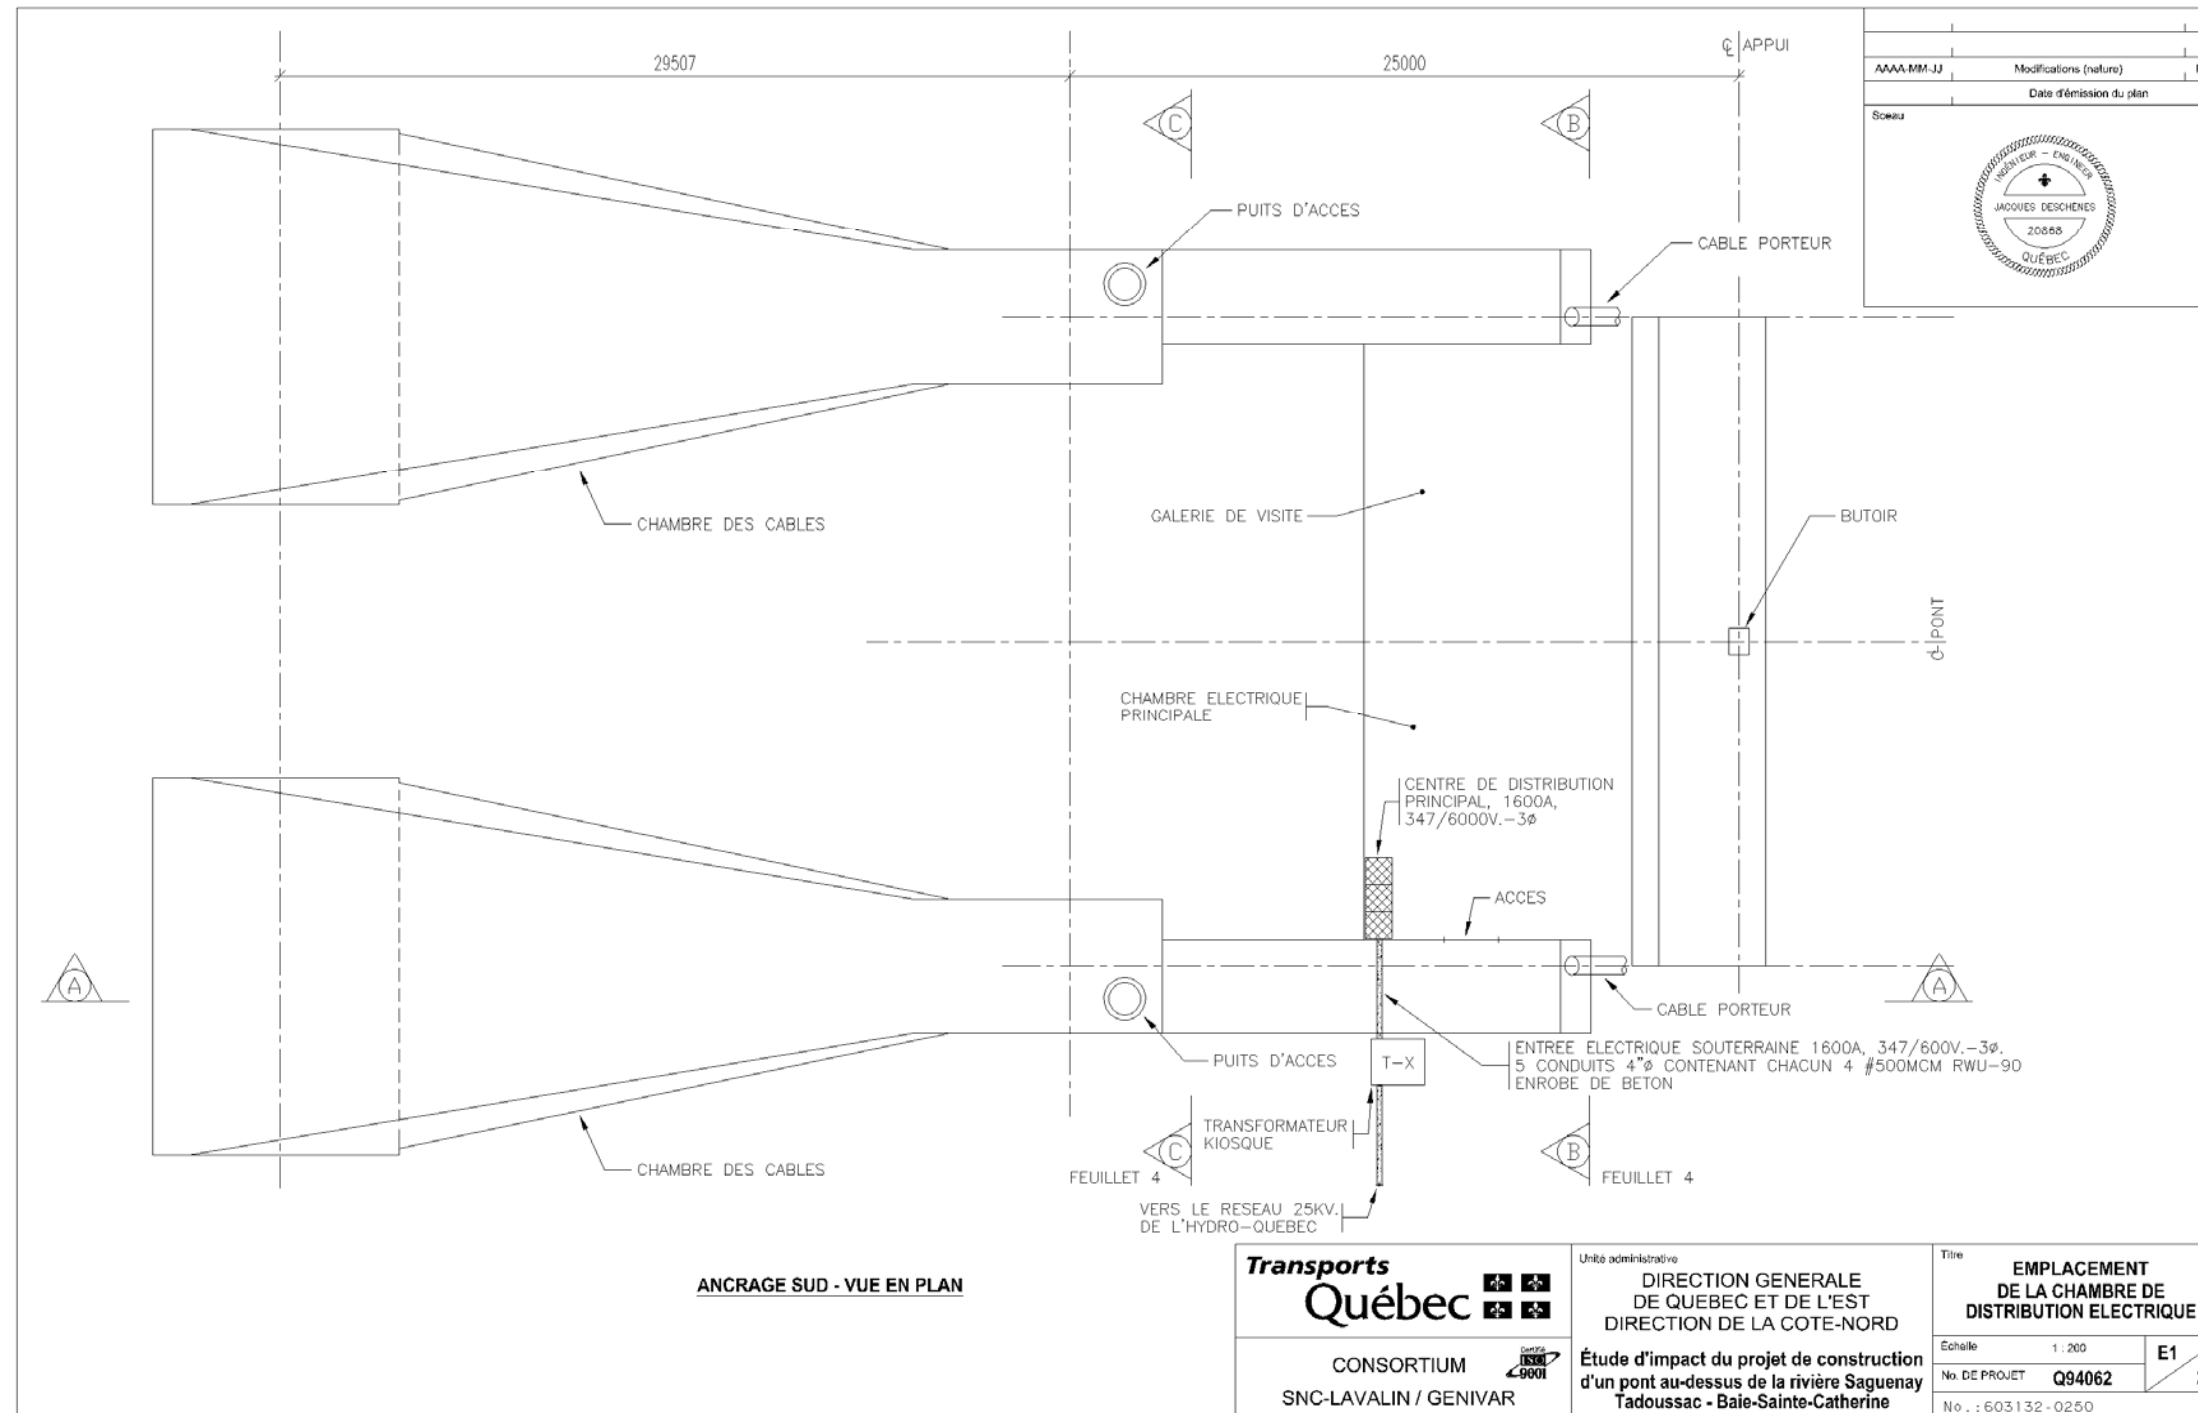 29507
25000
℄ APPUI
AAAA-MM-JJ Modifications (nature)
Date d'émission du plan
Sceau
INGÉNIEUR - ENGINEER
JACQUES DESCHENES
20868
QUÉBEC
C
B
PUITS D'ACCES
CABLE PORTEUR
CHAMBRE DES CABLES
GALERIE DE VISITE
BUTOIR
℄ PONT
CHAMBRE ELECTRIQUE
PRINCIPALE
CENTRE DE DISTRIBUTION
PRINCIPAL, 1600A,
347/6000V.-3ø
ACCES
A
A
CABLE PORTEUR
PUITS D'ACCES
T-X
ENTREE ELECTRIQUE SOUTERRAINE 1600A, 347/600V.-3ø.
5 CONDUITS 4"ø CONTENANT CHACUN 4 #500MCM RWU-90
ENROBE DE BETON
TRANSFORMATEUR
KIOSQUE
CHAMBRE DES CABLES
C
FEUILLET 4
B
FEUILLET 4
VERS LE RESEAU 25KV.
DE L'HYDRO-QUEBEC
ANCRAGE SUD - VUE EN PLAN
Transports
Québec
CONSORTIUM
SNC-LAVALIN / GENIVAR
Certifié
ISO
9001
Unité administrative
DIRECTION GENERALE
DE QUEBEC ET DE L'EST
DIRECTION DE LA COTE-NORD
Étude d'impact du projet de construction
d'un pont au-dessus de la rivière Saguenay
Tadoussac - Baie-Sainte-Catherine
Titre
EMPLACEMENT
DE LA CHAMBRE DE
DISTRIBUTION ELECTRIQUE
Échelle 1 : 200
E1
No. DE PROJET Q94062
No.:603132-0250